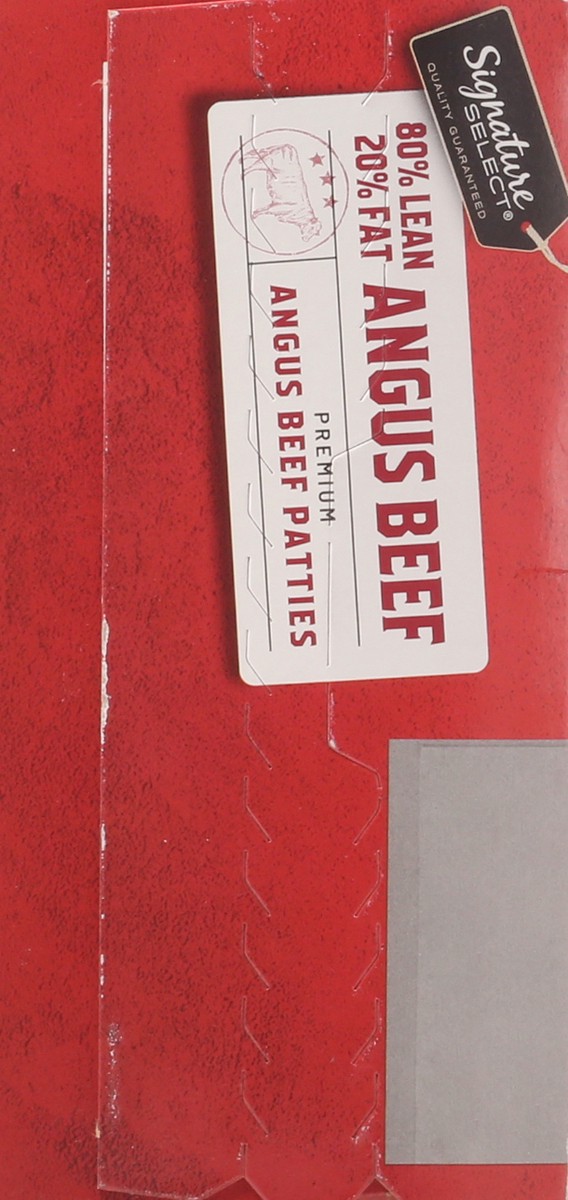 Signature
SELECT®
QUALITY GUARANTEED
80% LEAN
20% FAT
ANGUS BEEF
PREMIUM
ANGUS BEEF PATTIES